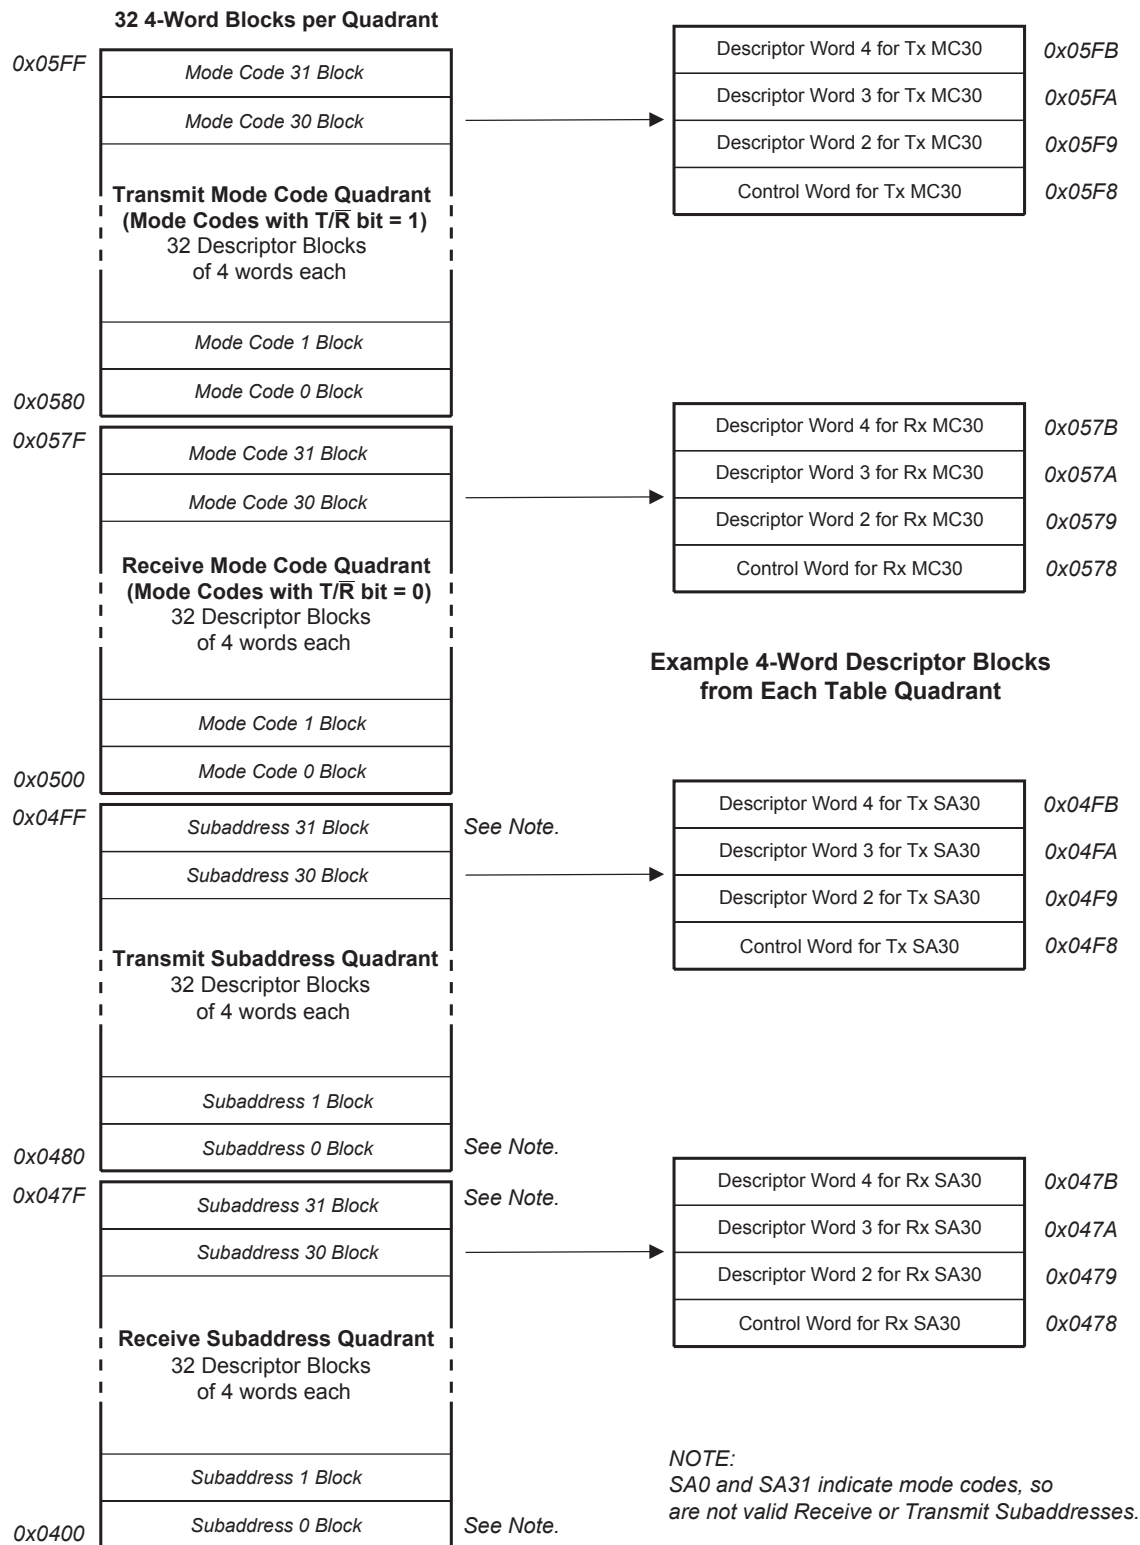 32 4-Word Blocks per Quadrant
0x05FF
Mode Code 31 Block
Mode Code 30 Block
Transmit Mode Code Quadrant
(Mode Codes with T/R̅ bit = 1)
32 Descriptor Blocks
of 4 words each
Mode Code 1 Block
Mode Code 0 Block
0x0580
Descriptor Word 4 for Tx MC30
0x05FB
Descriptor Word 3 for Tx MC30
0x05FA
Descriptor Word 2 for Tx MC30
0x05F9
Control Word for Tx MC30
0x05F8
0x057F
Mode Code 31 Block
Mode Code 30 Block
Receive Mode Code Quadrant
(Mode Codes with T/R̅ bit = 0)
32 Descriptor Blocks
of 4 words each
Mode Code 1 Block
Mode Code 0 Block
0x0500
Descriptor Word 4 for Rx MC30
0x057B
Descriptor Word 3 for Rx MC30
0x057A
Descriptor Word 2 for Rx MC30
0x0579
Control Word for Rx MC30
0x0578
Example 4-Word Descriptor Blocks
from Each Table Quadrant
0x04FF
Subaddress 31 Block
See Note.
Subaddress 30 Block
Transmit Subaddress Quadrant
32 Descriptor Blocks
of 4 words each
Subaddress 1 Block
Subaddress 0 Block
See Note.
0x0480
Descriptor Word 4 for Tx SA30
0x04FB
Descriptor Word 3 for Tx SA30
0x04FA
Descriptor Word 2 for Tx SA30
0x04F9
Control Word for Tx SA30
0x04F8
0x047F
Subaddress 31 Block
See Note.
Subaddress 30 Block
Receive Subaddress Quadrant
32 Descriptor Blocks
of 4 words each
Subaddress 1 Block
Subaddress 0 Block
See Note.
0x0400
Descriptor Word 4 for Rx SA30
0x047B
Descriptor Word 3 for Rx SA30
0x047A
Descriptor Word 2 for Rx SA30
0x0479
Control Word for Rx SA30
0x0478
NOTE:
SA0 and SA31 indicate mode codes, so
are not valid Receive or Transmit Subaddresses.